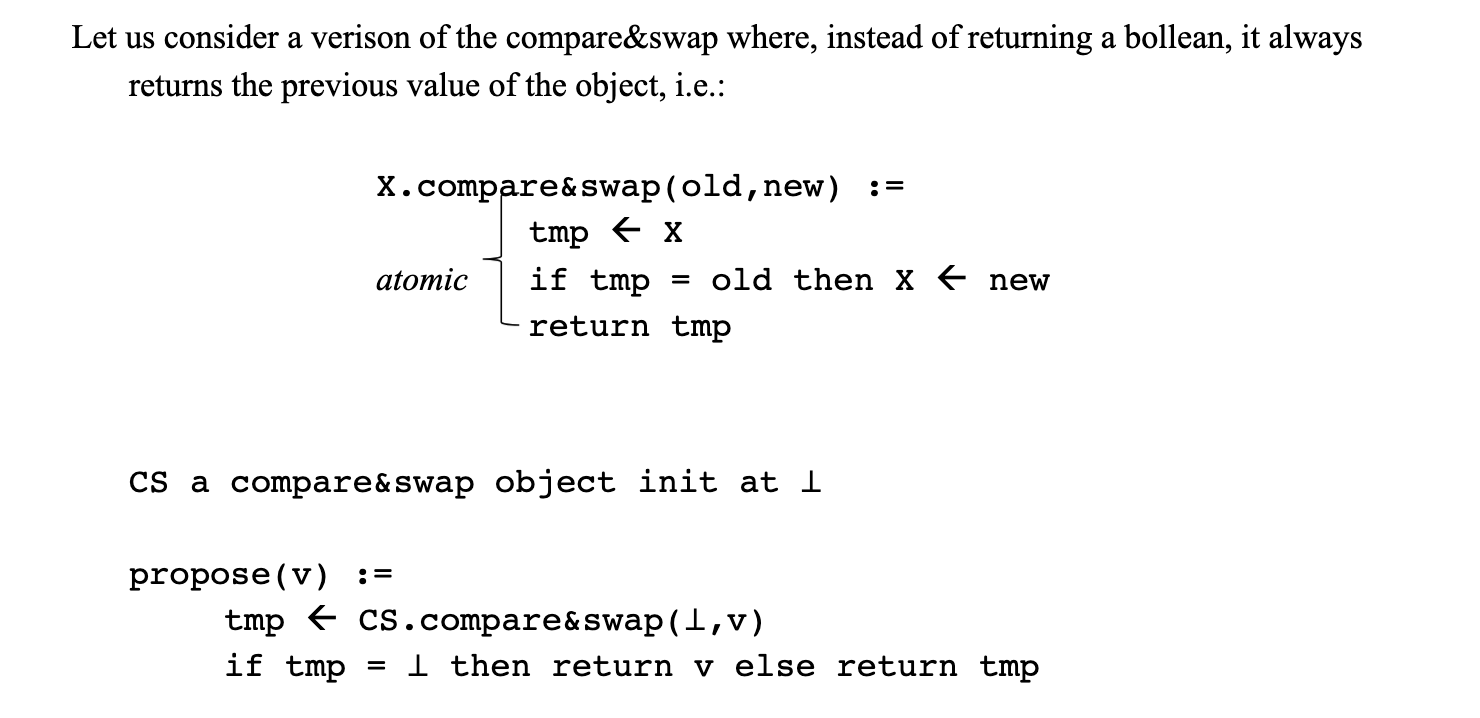 Let us consider a verison of the compare&swap where, instead of returning a bollean, it always
returns the previous value of the object, i.e.:
X.compare&swap(old,new) :=
tmp ← X
atomic if tmp = old then X ← new
return tmp
CS a compare&swap object init at ⊥
propose(v) :=
tmp ← CS.compare&swap(⊥,v)
if tmp = ⊥ then return v else return tmp